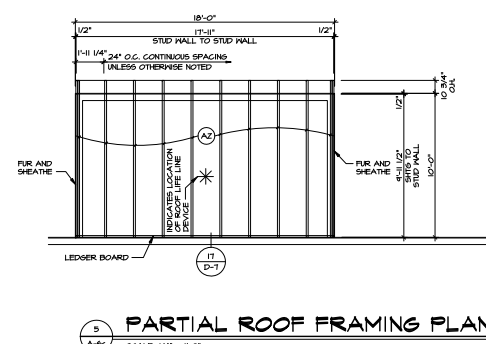 18'-0"
1/2"
17'-11"
1/2"
STUD WALL TO STUD WALL
1'-11 1/4"
24" O.C. CONTINUOUS SPACING
UNLESS OTHERWISE NOTED
10 3/4"
O.H.
1/2"
AZ
FUR AND
SHEATHE
INDICATES LOCATION
OF ROOF LIFE LINE
DEVICE
FUR AND
SHEATHE
9'-11 1/2"
SHTG TO
STUD WALL
10'-0"
LEDGER BOARD
17
D-7
5
PARTIAL ROOF FRAMING PLAN